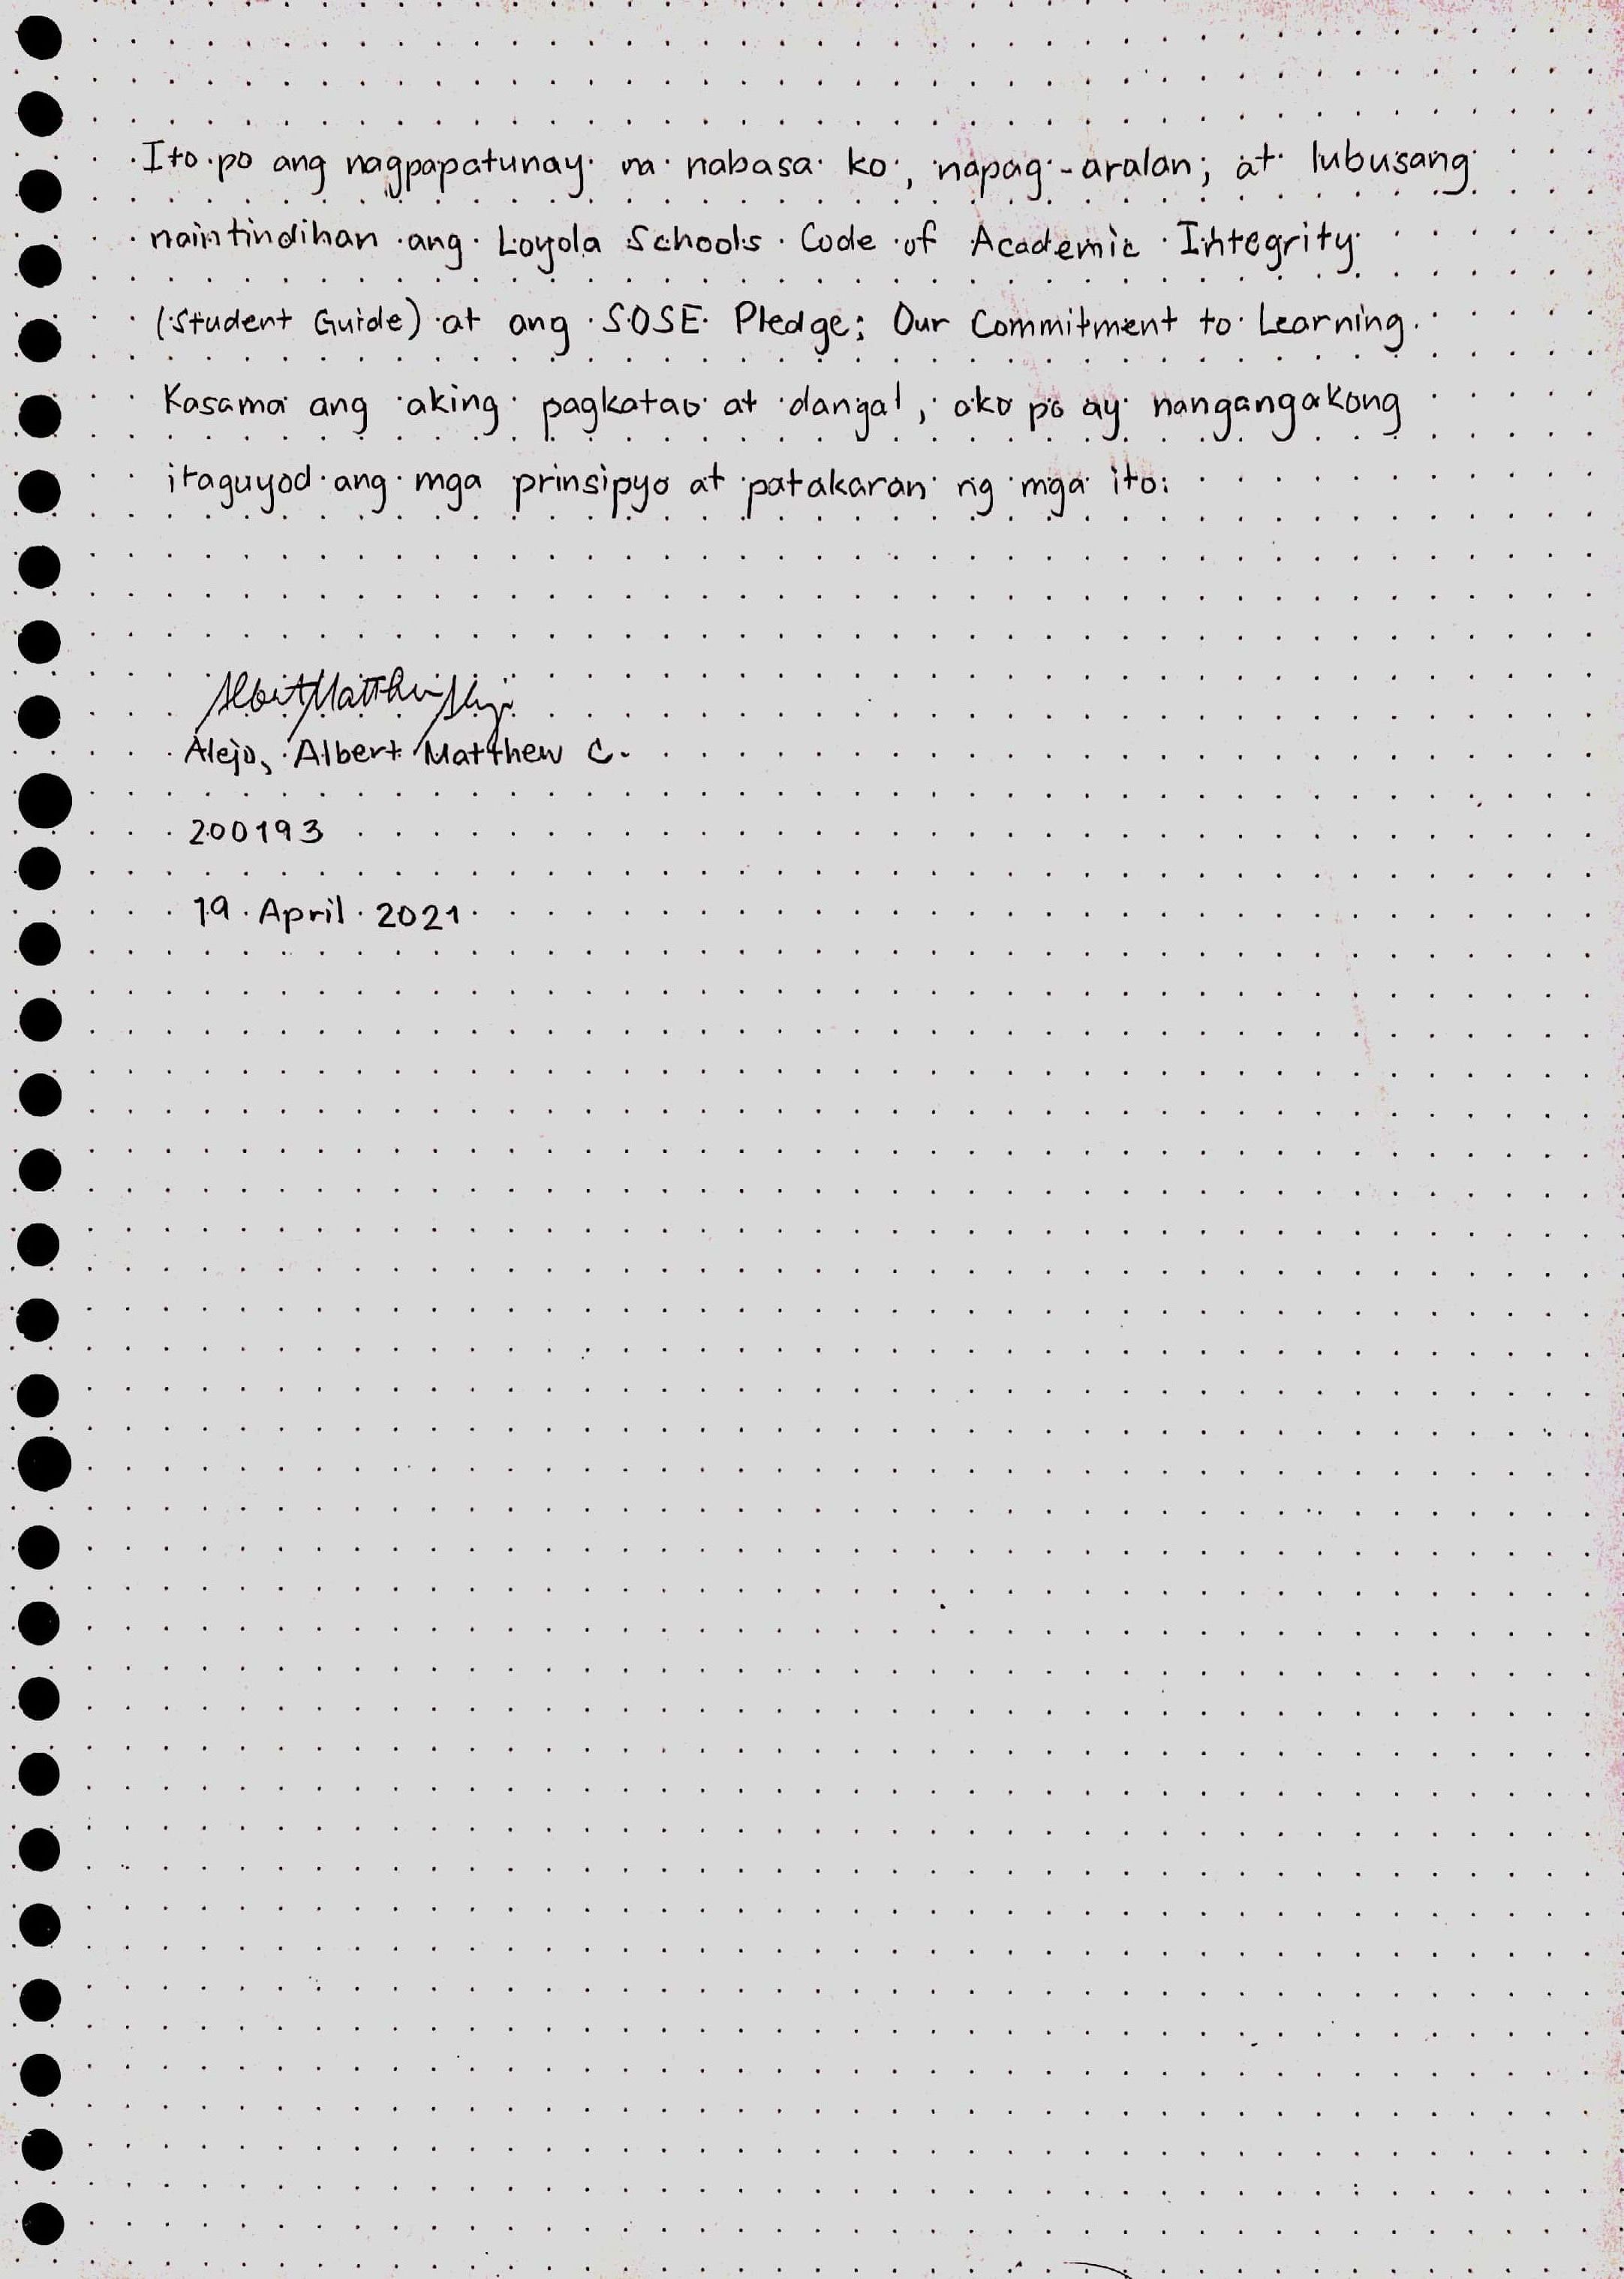 Ito po ang nagpapatunay na nabasa ko, napag-aralan, at lubusang
naintindihan ang Loyola Schools Code of Academic Integrity
(Student Guide) at ang SOSE Pledge: Our Commitment to Learning.
Kasama ang aking pagkatao at dangal, ako po ay nangangakong
itaguyod ang mga prinsipyo at patakaran ng mga ito.
Alejo, Albert Matthew C.
200193
19 April 2021